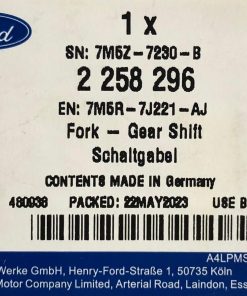 1 x
SN: 7M5Z-7230-B
2 258 296
EN: 7M5R-7J221-AJ
Fork - Gear Shift
Schaltgabel
CONTENTS MADE IN Germany
480938 PACKED: 22MAY2023 USE B
A4LPMS
Werke GmbH, Henry-Ford-Straße 1, 50735 Köln
Motor Company Limited, Arterial Road, Laindon, Ess